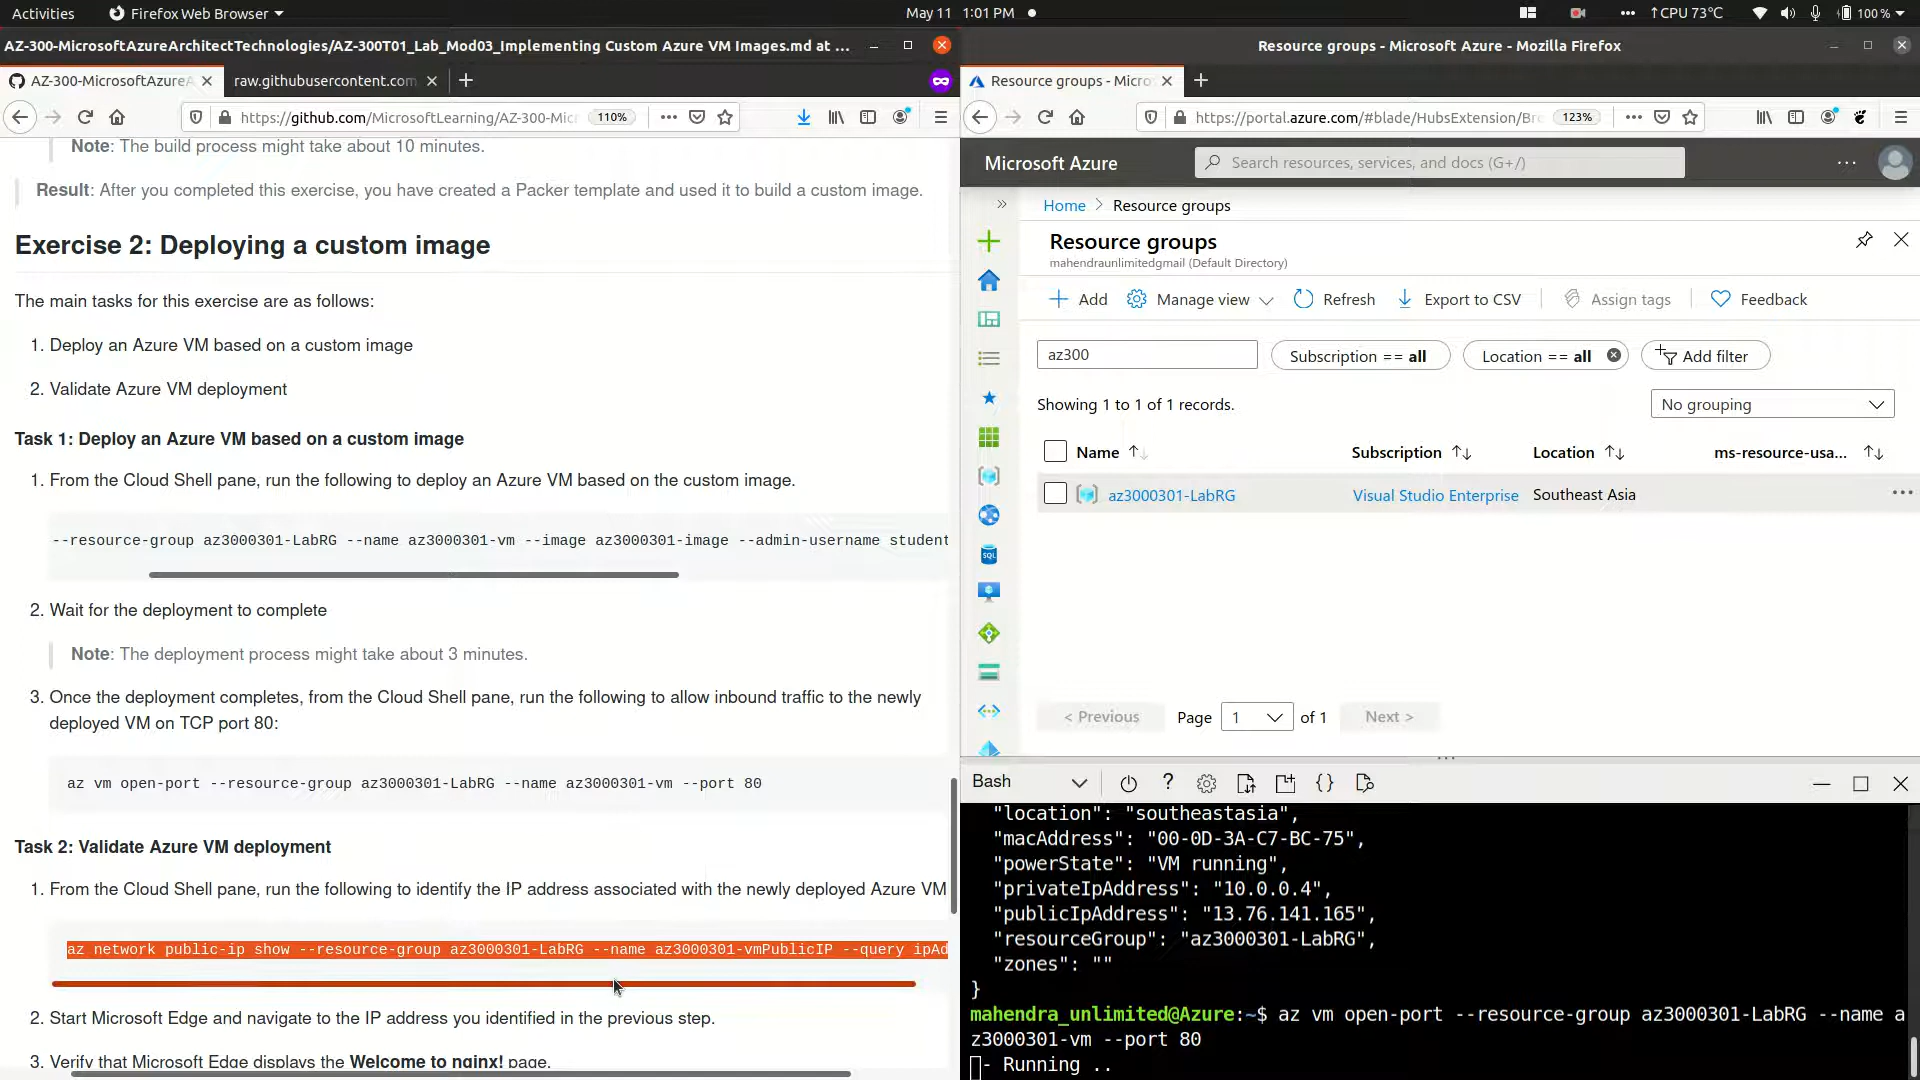 Activities
Firefox Web Browser
May 11 1:01 PM
↑CPU 73℃
100 %
AZ-300-MicrosoftAzureArchitectTechnologies/AZ-300T01_Lab_Mod03_Implementing Custom Azure VM Images.md at ...
AZ-300-MicrosoftAzureA
raw.githubusercontent.com
https://github.com/MicrosoftLearning/AZ-300-Mic
110%
Note: The build process might take about 10 minutes.
Result: After you completed this exercise, you have created a Packer template and used it to build a custom image.
Exercise 2: Deploying a custom image
The main tasks for this exercise are as follows:
1. Deploy an Azure VM based on a custom image
2. Validate Azure VM deployment
Task 1: Deploy an Azure VM based on a custom image
1. From the Cloud Shell pane, run the following to deploy an Azure VM based on the custom image.
--resource-group az3000301-LabRG --name az3000301-vm --image az3000301-image --admin-username student
2. Wait for the deployment to complete
Note: The deployment process might take about 3 minutes.
3. Once the deployment completes, from the Cloud Shell pane, run the following to allow inbound traffic to the newly
deployed VM on TCP port 80:
az vm open-port --resource-group az3000301-LabRG --name az3000301-vm --port 80
Task 2: Validate Azure VM deployment
1. From the Cloud Shell pane, run the following to identify the IP address associated with the newly deployed Azure VM
az network public-ip show --resource-group az3000301-LabRG --name az3000301-vmPublicIP --query ipAd
2. Start Microsoft Edge and navigate to the IP address you identified in the previous step.
3. Verify that Microsoft Edge displays the Welcome to nginx! page.
Resource groups - Microsoft Azure - Mozilla Firefox
Resource groups - Micro
https://portal.azure.com/#blade/HubsExtension/Bro
123%
Microsoft Azure
Search resources, services, and docs (G+/)
Home > Resource groups
Resource groups
mahendraunlimitedgmail (Default Directory)
Add
Manage view
Refresh
Export to CSV
Assign tags
Feedback
az300
Subscription == all
Location == all
Add filter
Showing 1 to 1 of 1 records.
No grouping
Name
Subscription
Location
ms-resource-usa...
az3000301-LabRG
Visual Studio Enterprise
Southeast Asia
SQL
< Previous
Page 1 of 1
Next >
Bash
"location": "southeastasia",
"macAddress": "00-0D-3A-C7-BC-75",
"powerState": "VM running",
"privateIpAddress": "10.0.0.4",
"publicIpAddress": "13.76.141.165",
"resourceGroup": "az3000301-LabRG",
"zones": ""
}
mahendra_unlimited@Azure:~$ az vm open-port --resource-group az3000301-LabRG --name a
z3000301-vm --port 80
- Running ..